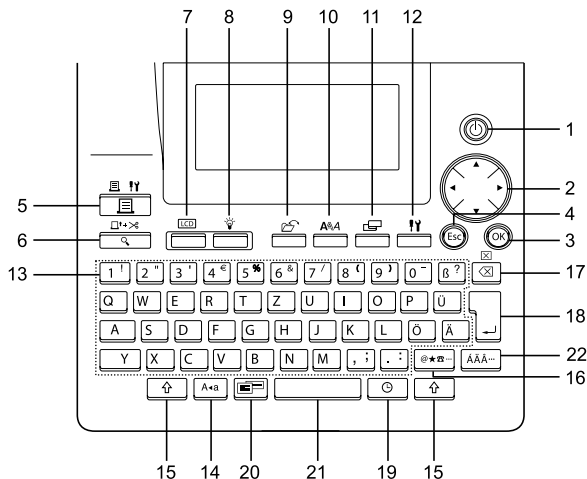 7 8 9 10 11 12
1
2
4
Esc OK
3
5
LCD A A A
6
13 1 ! 2 " 3 ' 4 € 5 % 6 & 7 / 8 ( 9 ) 0 = ß ? 17
Q W E R T Z U I O P Ü
18
A S D F G H J K L Ö Ä
Y X C V B N M , ; . : @★☎··· ÁÄÂ··· 22
16
A◂a
15 14 20 21 19 15